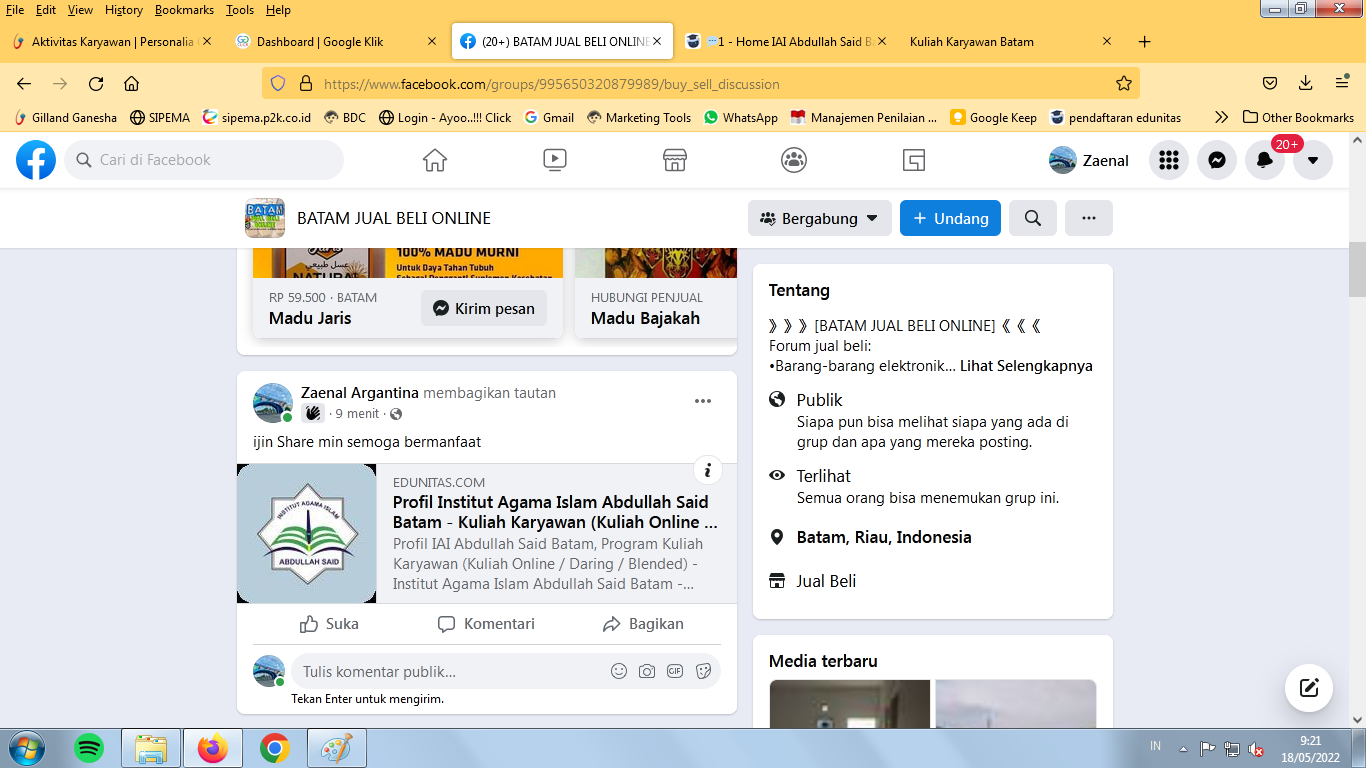 File Edit View History Bookmarks Tools Help
Aktivitas Karyawan | Personalia
Dashboard | Google Klik
(20+) BATAM JUAL BELI ONLINE
1 - Home IAI Abdullah Said B
Kuliah Karyawan Batam
https://www.facebook.com/groups/995650320879989/buy_sell_discussion
Gilland Ganesha SIPEMA sipema.p2k.co.id BDC Login - Ayoo..!!! Click Gmail Marketing Tools WhatsApp Manajemen Penilaian ... Google Keep pendaftaran edunitas Other Bookmarks
Cari di Facebook
Zaenal
20+
BATAM JUAL BELI ONLINE
Bergabung
+ Undang
100% MADU MURNI
Untuk Daya Tahan Tubuh
Sebagai Pengganti Suplemen Kesehatan
عسل طبيعي
NATURAL
RP 59.500 · BATAM
Madu Jaris
Kirim pesan
HUBUNGI PENJUAL
Madu Bajakah
Zaenal Argantina membagikan tautan
· 9 menit ·
ijin Share min semoga bermanfaat
INSTITUT AGAMA ISLAM
ABDULLAH SAID
EDUNITAS.COM
Profil Institut Agama Islam Abdullah Said
Batam - Kuliah Karyawan (Kuliah Online ...
Profil IAI Abdullah Said Batam, Program Kuliah
Karyawan (Kuliah Online / Daring / Blended) -
Institut Agama Islam Abdullah Said Batam -...
Suka
Komentari
Bagikan
Tulis komentar publik...
GIF
Tekan Enter untuk mengirim.
Tentang
》》》[BATAM JUAL BELI ONLINE]《《《
Forum jual beli:
•Barang-barang elektronik... Lihat Selengkapnya
Publik
Siapa pun bisa melihat siapa yang ada di
grup dan apa yang mereka posting.
Terlihat
Semua orang bisa menemukan grup ini.
Batam, Riau, Indonesia
Jual Beli
Media terbaru
IN
9:21
18/05/2022